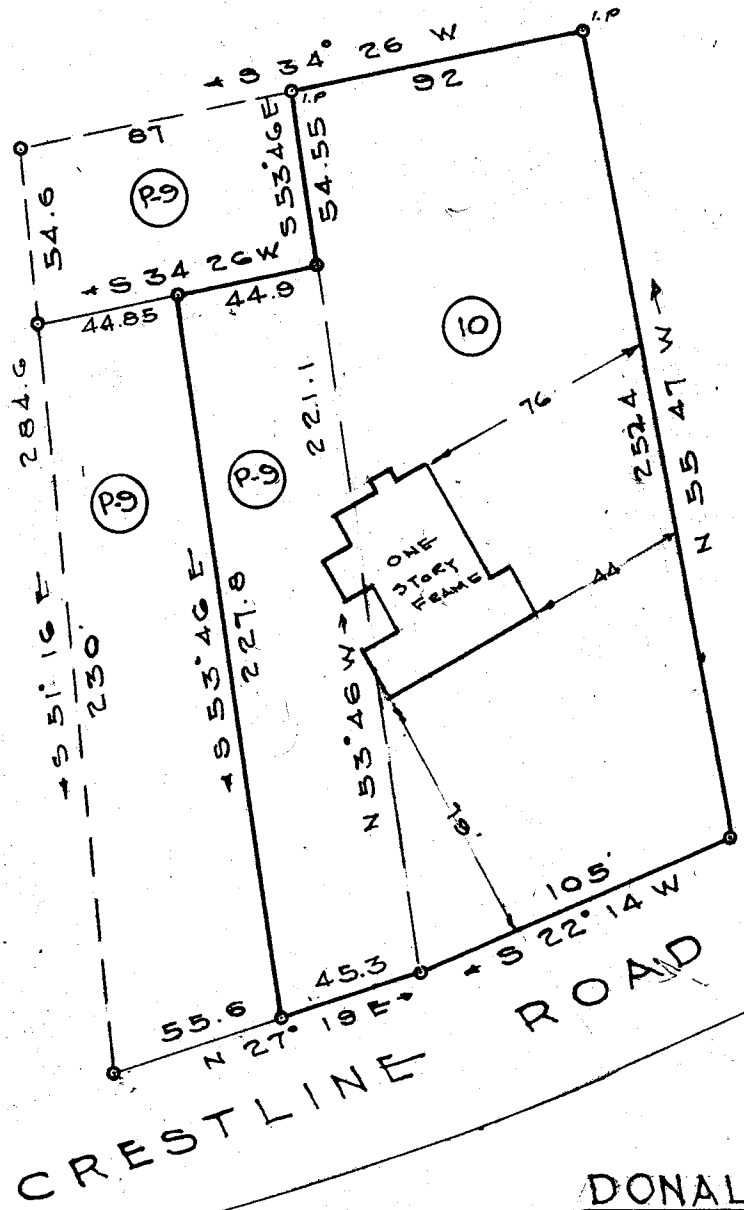 S 34° 26 W
I.P
I.P
92
87
S 53° 46 E
54.55
P-9
54.6
S 34 26 W
44.9
44.85
10
284.6
221.1
76
252.4
N 55 47 W
P-9
P-9
ONE
STORY
FRAME
44
S 51° 16 E
230'
S 53° 46 E
227.8
N 53° 46 W
105'
S 22° 14 W
45.3
55.6
N 27° 19 E
CRESTLINE ROAD
DONAL